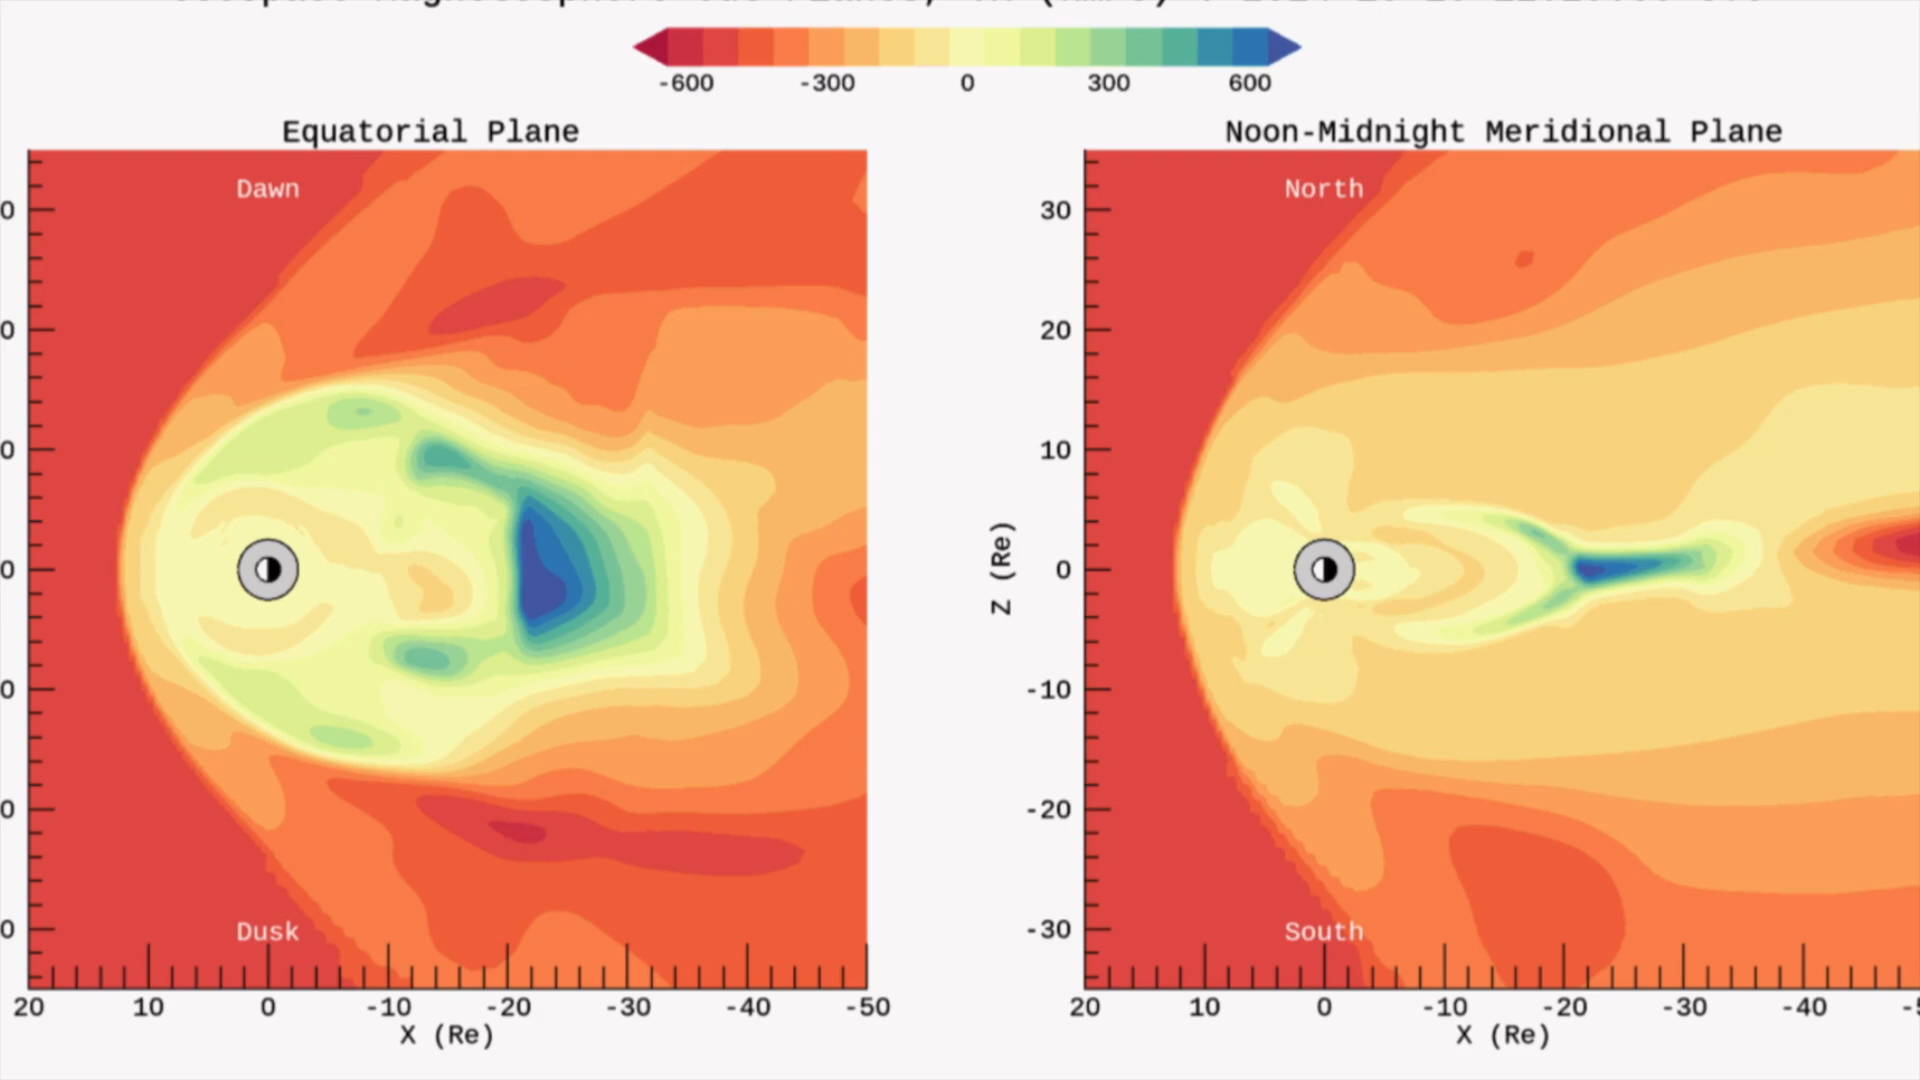 -600 -300 0 300 600
Equatorial Plane
Noon-Midnight Meridional Plane
Dawn
North
30
20
10
0
-10
-20
-30
Z (Re)
Dusk
South
20 10 0 -10 -20 -30 -40 -50
20 10 0 -10 -20 -30 -40
X (Re)
X (Re)